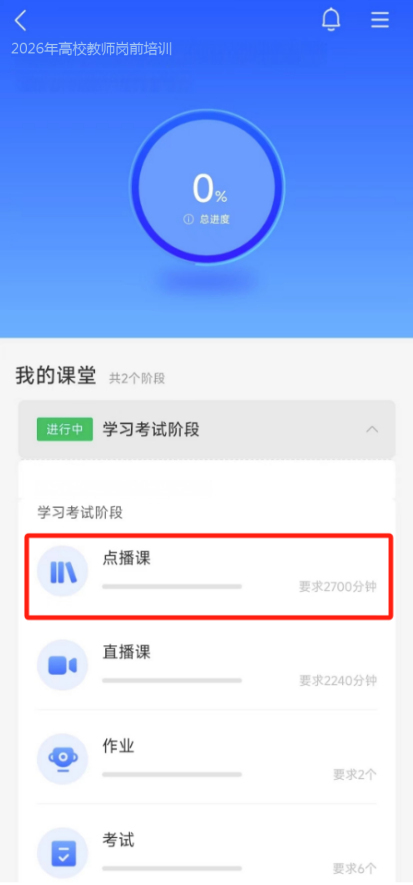 2026年高校教师岗前培训
0%
总进度
我的课堂 共2个阶段
进行中 学习考试阶段
学习考试阶段
点播课
要求2700分钟
直播课
要求2240分钟
作业
要求2个
考试
要求6个